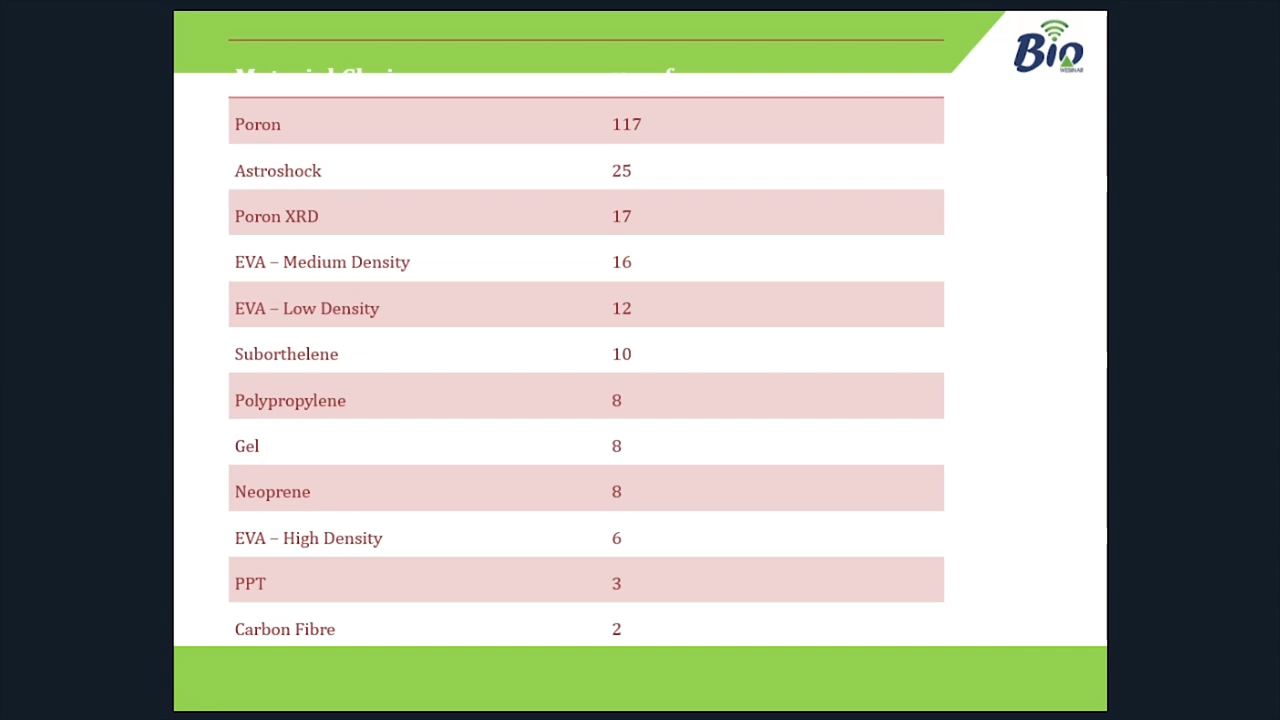 Bio
WEBINAR
Poron 117
Astroshock 25
Poron XRD 17
EVA – Medium Density 16
EVA – Low Density 12
Suborthelene 10
Polypropylene 8
Gel 8
Neoprene 8
EVA – High Density 6
PPT 3
Carbon Fibre 2